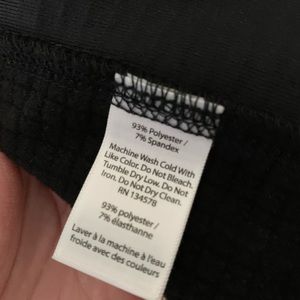 93% Polyester /
7% Spandex
Machine Wash Cold With
Like Color, Do Not Bleach.
Tumble Dry Low. Do Not
Iron. Do Not Dry Clean.
RN 134578
93% polyester /
7% élasthanne
Laver à la machine à l'eau
froide avec des couleurs